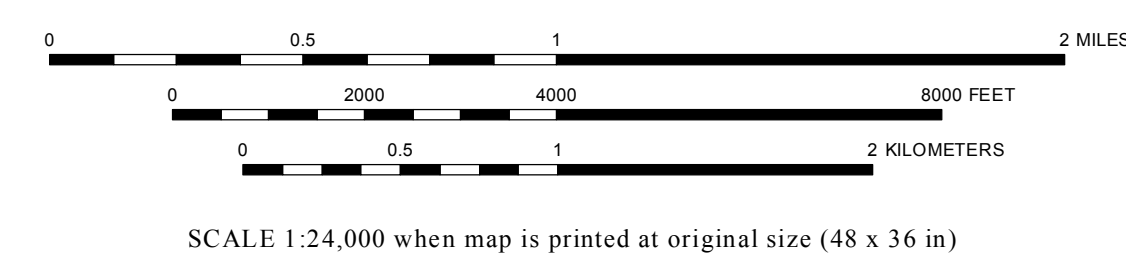 0 0.5 1 2 MILES
0 2000 4000 8000 FEET
0 0.5 1 2 KILOMETERS
SCALE 1:24,000 when map is printed at original size (48 x 36 in)